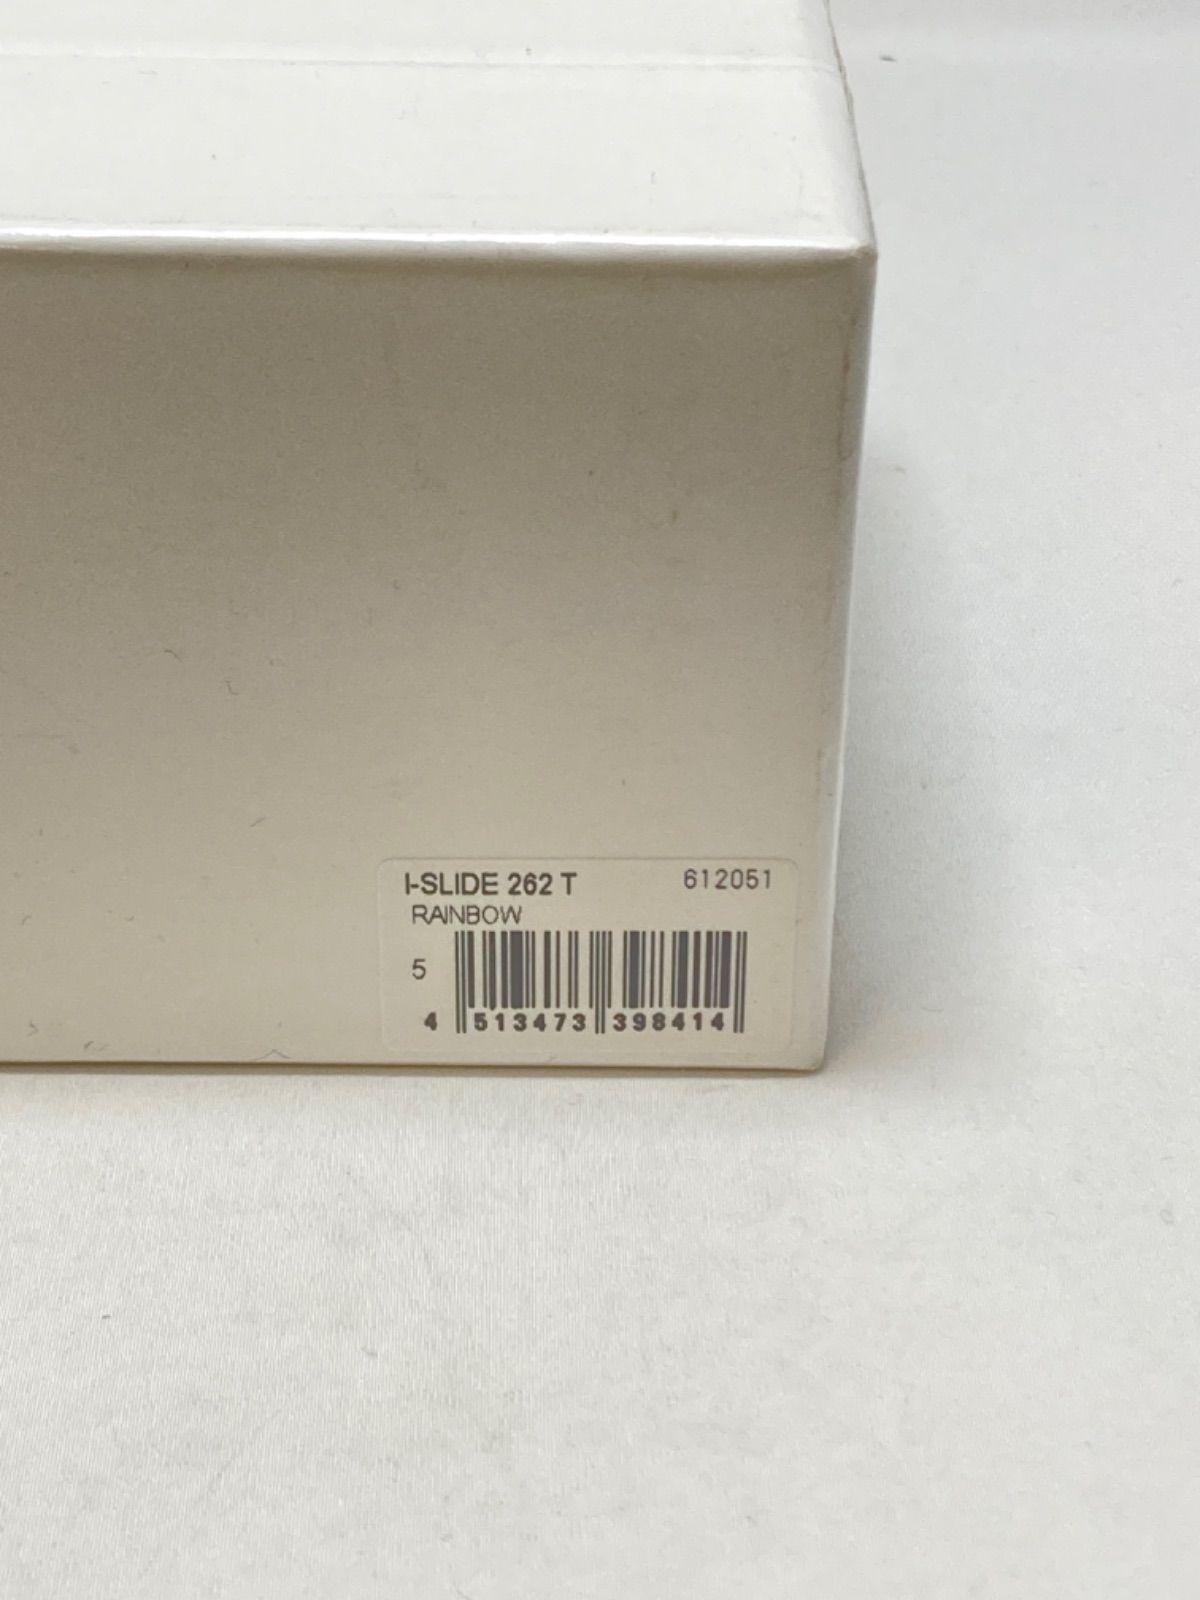 I-SLIDE 262 T 612051
RAINBOW
5
4 513473 398414